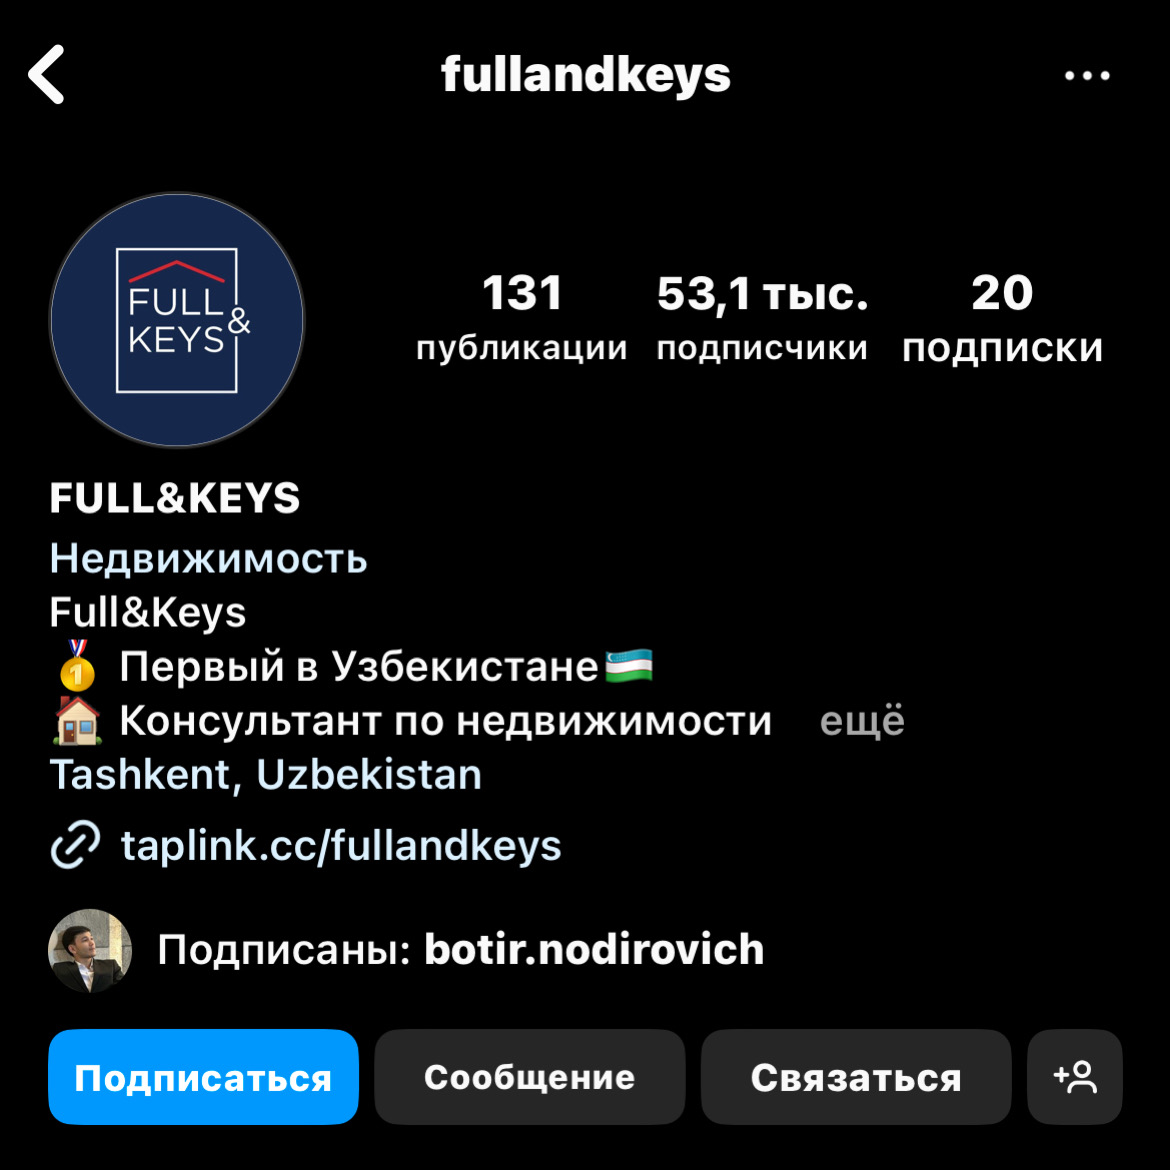 fullandkeys
FULL
KEYS &
131 53,1 тыс. 20
публикации подписчики подписки
FULL&KEYS
Недвижимость
Full&Keys
🥇 Первый в Узбекистане🇺🇿
🏠 Консультант по недвижимости ещё
Tashkent, Uzbekistan
taplink.cc/fullandkeys
Подписаны: botir.nodirovich
Подписаться Сообщение Связаться